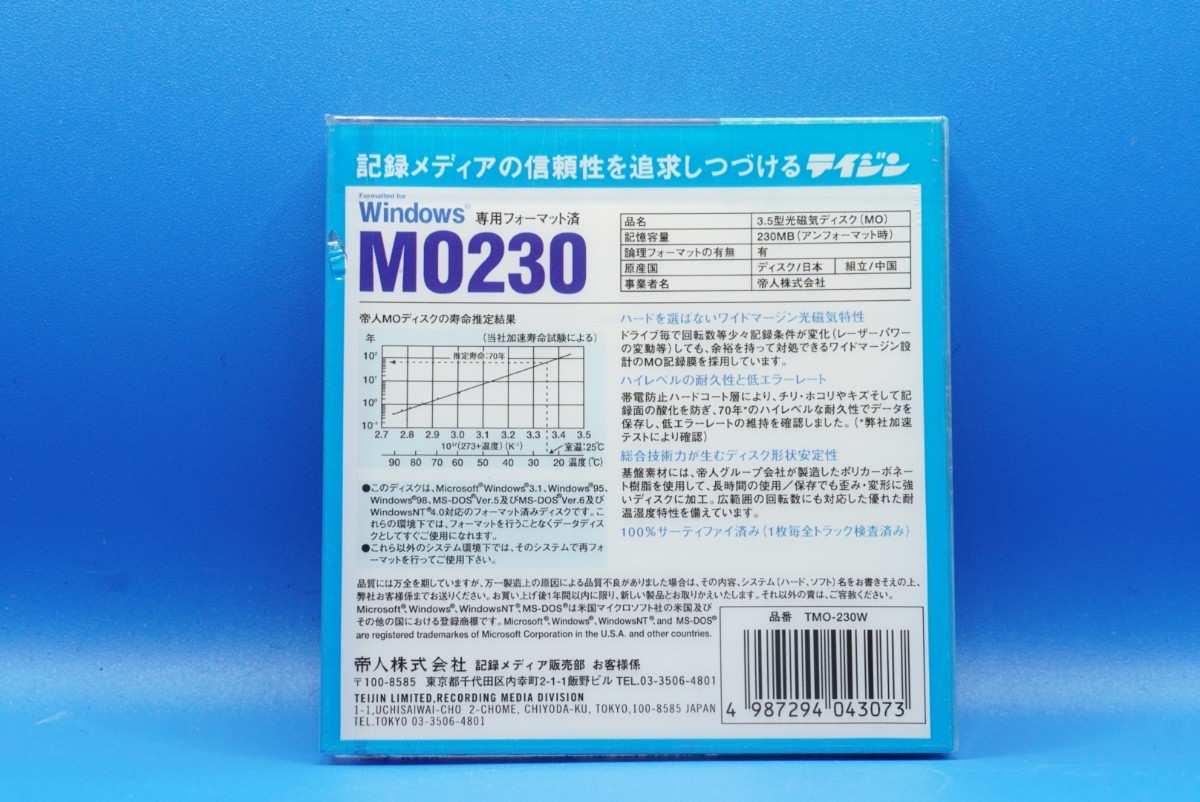 記録メディアの信頼性を追求しつづける テイジン
Formatted for
Windows® 専用フォーマット済
MO230
品名 3.5型光磁気ディスク(MO)
記憶容量 230MB(アンフォーマット時)
論理フォーマットの有無 有
原産国 ディスク/日本 組立/中国
事業者名 帝人株式会社
帝人MOディスクの寿命推定結果
年 (当社加速寿命試験による)
推定寿命:70年
10²
10¹
10⁰
10⁻¹
2.7 2.8 2.9 3.0 3.1 3.2 3.3 3.4 3.5
10³/(273+温度) (K⁻¹) 室温:25℃
90 80 70 60 50 40 30 20 温度(℃)
●このディスクは、Microsoft®Windows®3.1、Windows®95、
Windows®98、MS-DOS®Ver.5及びMS-DOS®Ver.6及び
WindowsNT®4.0対応のフォーマット済みディスクです。こ
れらの環境下では、フォーマットを行うことなくデータディス
クとしてすぐご使用になれます。
●これら以外のシステム環境下では、そのシステムで再フォ
ーマットを行ってご使用下さい。
ハードを選ばないワイドマージン光磁気特性
ドライブ毎で回転数等少々記録条件が変化(レーザーパワー
の変動等)しても、余裕を持って対処できるワイドマージン設
計のMO記録膜を採用しています。
ハイレベルの耐久性と低エラーレート
帯電防止ハードコート層により、チリ・ホコリやキズそして記
録面の酸化を防ぎ、70年*のハイレベルな耐久性でデータを
保存し、低エラーレートの維持を確認しました。(*弊社加速
テストにより確認)
総合技術力が生むディスク形状安定性
基盤素材には、帝人グループ会社が製造したポリカーボネ
ート樹脂を使用して、長時間の使用/保存でも歪み・変形に強
いディスクに加工。広範囲の回転数にも対応した優れた耐
温湿度特性を備えています。
100%サーティファイ済み(1枚毎全トラック検査済み)
品質には万全を期していますが、万一製造上の原因による品質不良がありました場合は、その内容、システム(ハード、ソフト)名をお書きそえの上、
弊社お客様係までお送りください。お買い上げ後1年間以内に限り、新しい製品とお取りかえいたします。それ以外の責は、ご容赦ください。
Microsoft®、Windows®、WindowsNT®、MS-DOS®は米国マイクロソフト社の米国及び
その他の国における登録商標です。Microsoft®, Windows®, WindowsNT®, and MS-DOS®
are registered trademarkes of Microsoft Corporation in the U.S.A. and other countries.
帝人株式会社 記録メディア販売部 お客様係
〒100-8585 東京都千代田区内幸町2-1-1飯野ビル TEL.03-3506-4801
TEIJIN LIMITED,RECORDING MEDIA DIVISION
1-1,UCHISAIWAI-CHO 2-CHOME, CHIYODA-KU, TOKYO,100-8585 JAPAN
TEL.TOKYO 03-3506-4801
品番 TMO-230W
4 987294 043073